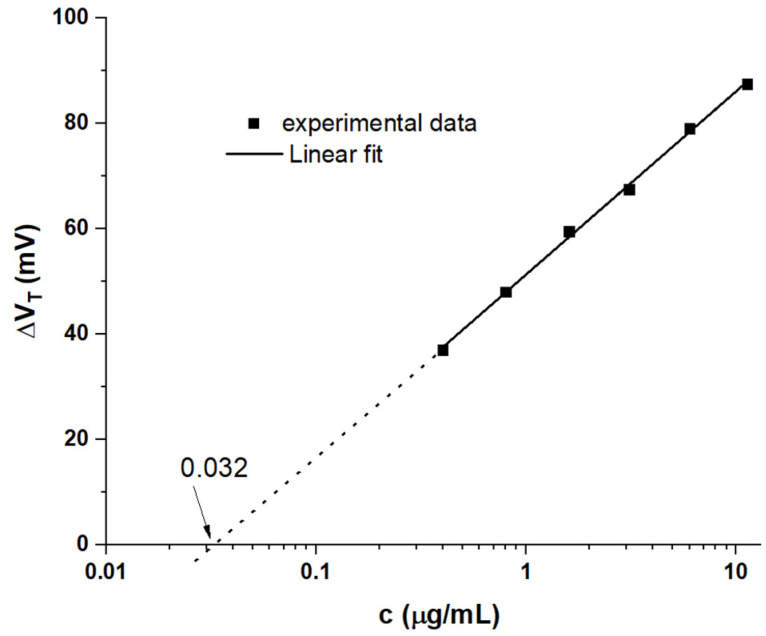 100
80
60
40
20
0
ΔV_T (mV)
experimental data
Linear fit
0.032
0.01
0.1
1
10
c (μg/mL)